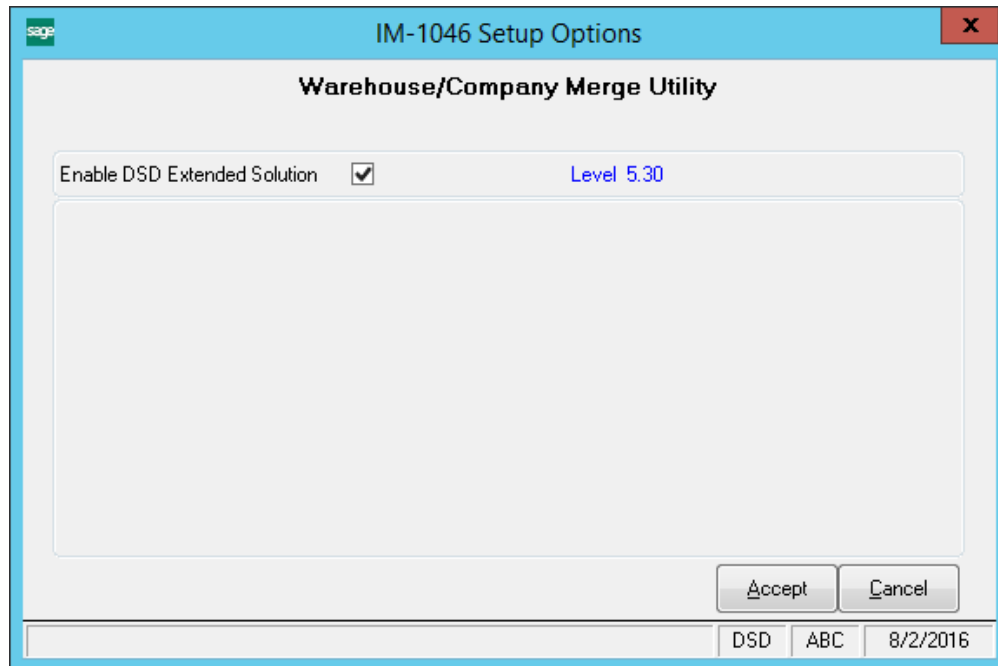 sage
IM-1046 Setup Options
x
Warehouse/Company Merge Utility
Enable DSD Extended Solution
Level 5.30
Accept
Cancel
DSD
ABC
8/2/2016